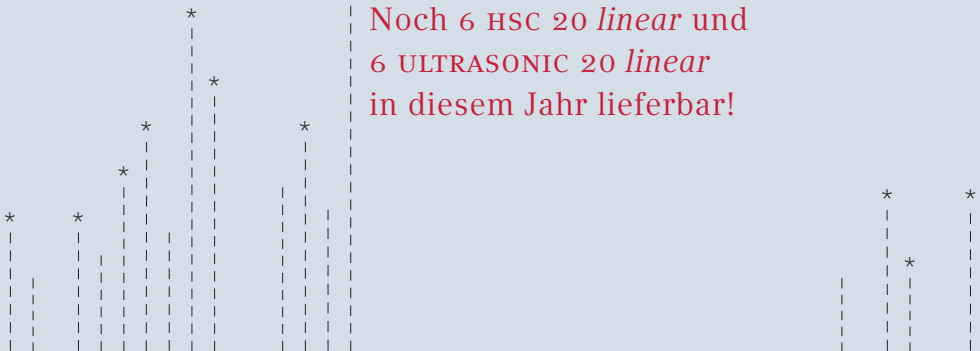 Noch 6 HSC 20 linear und
6 ULTRASONIC 20 linear
in diesem Jahr lieferbar!